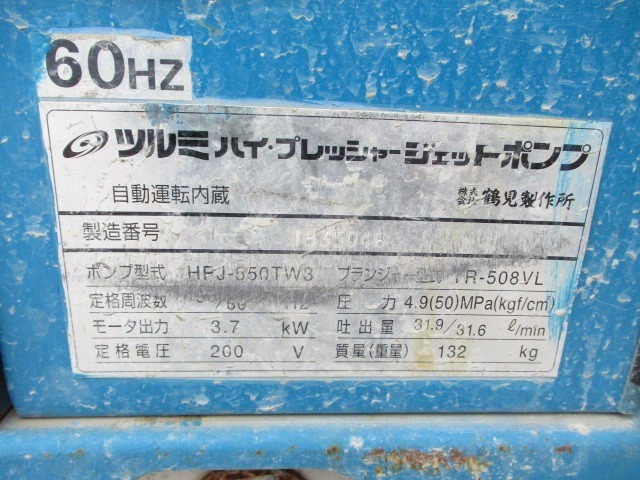 60HZ
ツルミハイ・プレッシャージェットポンプ
自動運転内蔵
株式会社 鶴見製作所
製造番号
ポンプ型式 HPJ-550TW3 プランジャー型式 TR-508VL
定格周波数 /60 Hz 圧力 4.9(50)MPa(kgf/cm²)
モータ出力 3.7 kW 吐出量 31.9/31.6 ℓ/min
定格電圧 200 V 質量(重量) 132 kg